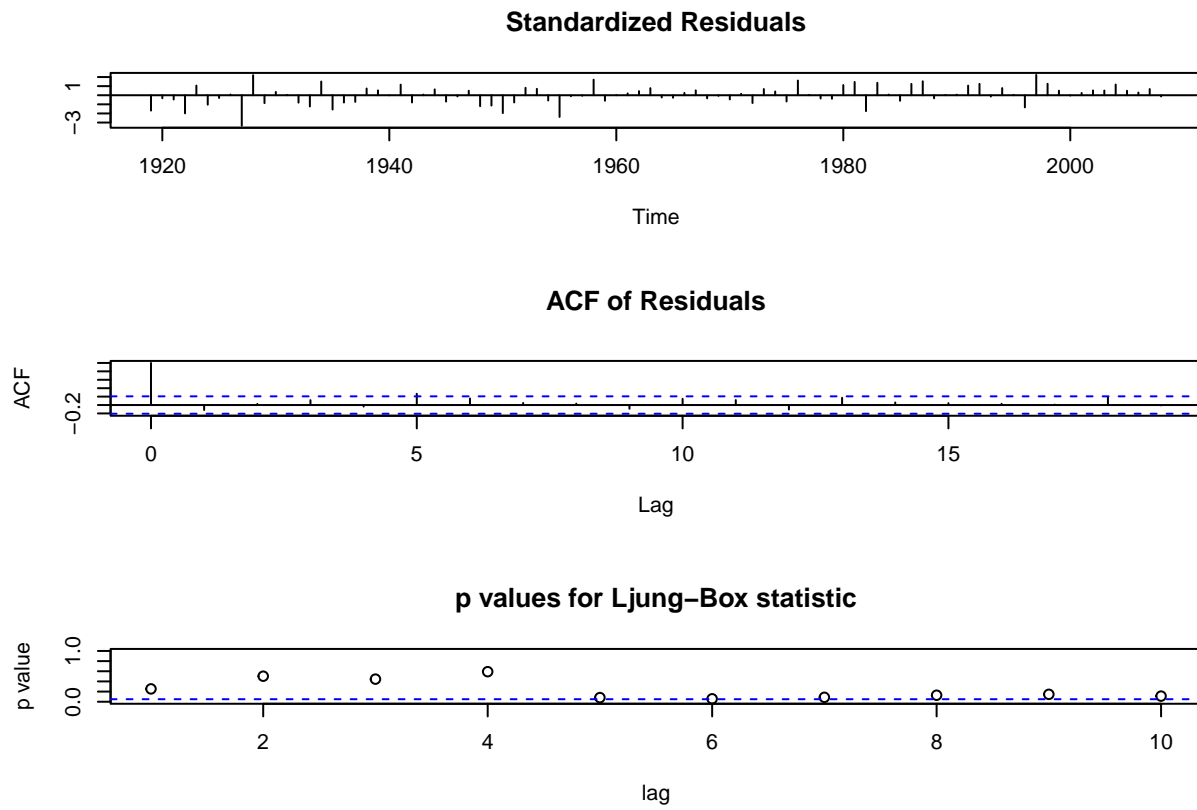 Standardized Residuals
1
−3
1920 1940 1960 1980 2000
Time
ACF of Residuals
ACF
−0.2
0 5 10 15
Lag
p values for Ljung−Box statistic
p value
1.0
0.0
2 4 6 8 10
lag